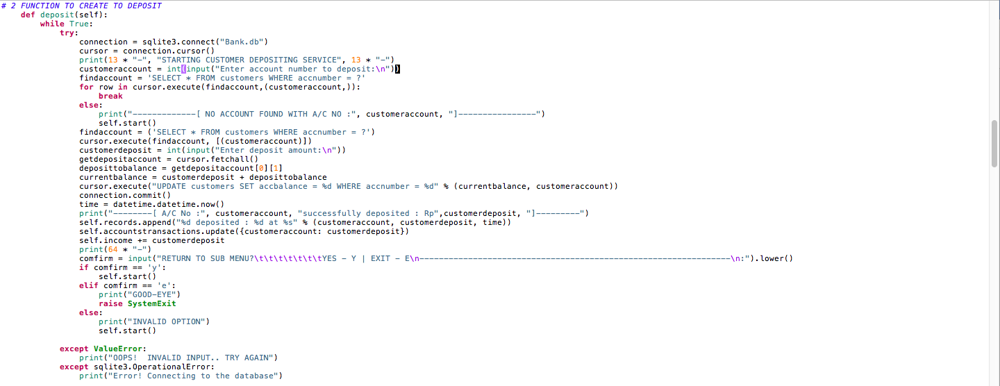 # 2 FUNCTION TO CREATE TO DEPOSIT
    def deposit(self):
        while True:
            try:
                connection = sqlite3.connect("Bank.db")
                cursor = connection.cursor()
                print(13 * "-", "STARTING CUSTOMER DEPOSITING SERVICE", 13 * "-")
                customeraccount = int(input("Enter account number to deposit:\n"))
                findaccount = 'SELECT * FROM customers WHERE accnumber = ?'
                for row in cursor.execute(findaccount,(customeraccount,)):
                    break
                else:
                    print("-------------[ NO ACCOUNT FOUND WITH A/C NO :", customeraccount, "]----------------")
                    self.start()
                findaccount = ('SELECT * FROM customers WHERE accnumber = ?')
                cursor.execute(findaccount, [(customeraccount)])
                customerdeposit = int(input("Enter deposit amount:\n"))
                getdepositaccount = cursor.fetchall()
                deposittobalance = getdepositaccount[0][1]
                currentbalance = customerdeposit + deposittobalance
                cursor.execute("UPDATE customers SET accbalance = %d WHERE accnumber = %d" % (currentbalance, customeraccount))
                connection.commit()
                time = datetime.datetime.now()
                print("--------[ A/C No :", customeraccount, "successfully deposited : Rp",customerdeposit, "]---------")
                self.records.append("%d deposited : %d at %s" % (customeraccount, customerdeposit, time))
                self.accountstransactions.update({customeraccount: customerdeposit})
                self.income += customerdeposit
                print(64 * "-")
                comfirm = input("RETURN TO SUB MENU?\t\t\t\t\t\t\tYES - Y | EXIT - E\n----------------------------------------------------------------\n:").lower()
                if comfirm == 'y':
                    self.start()
                elif comfirm == 'e':
                    print("GOOD-EYE")
                    raise SystemExit
                else:
                    print("INVALID OPTION")
                    self.start()
            except ValueError:
                print("OOPS!  INVALID INPUT.. TRY AGAIN")
            except sqlite3.OperationalError:
                print("Error! Connecting to the database")